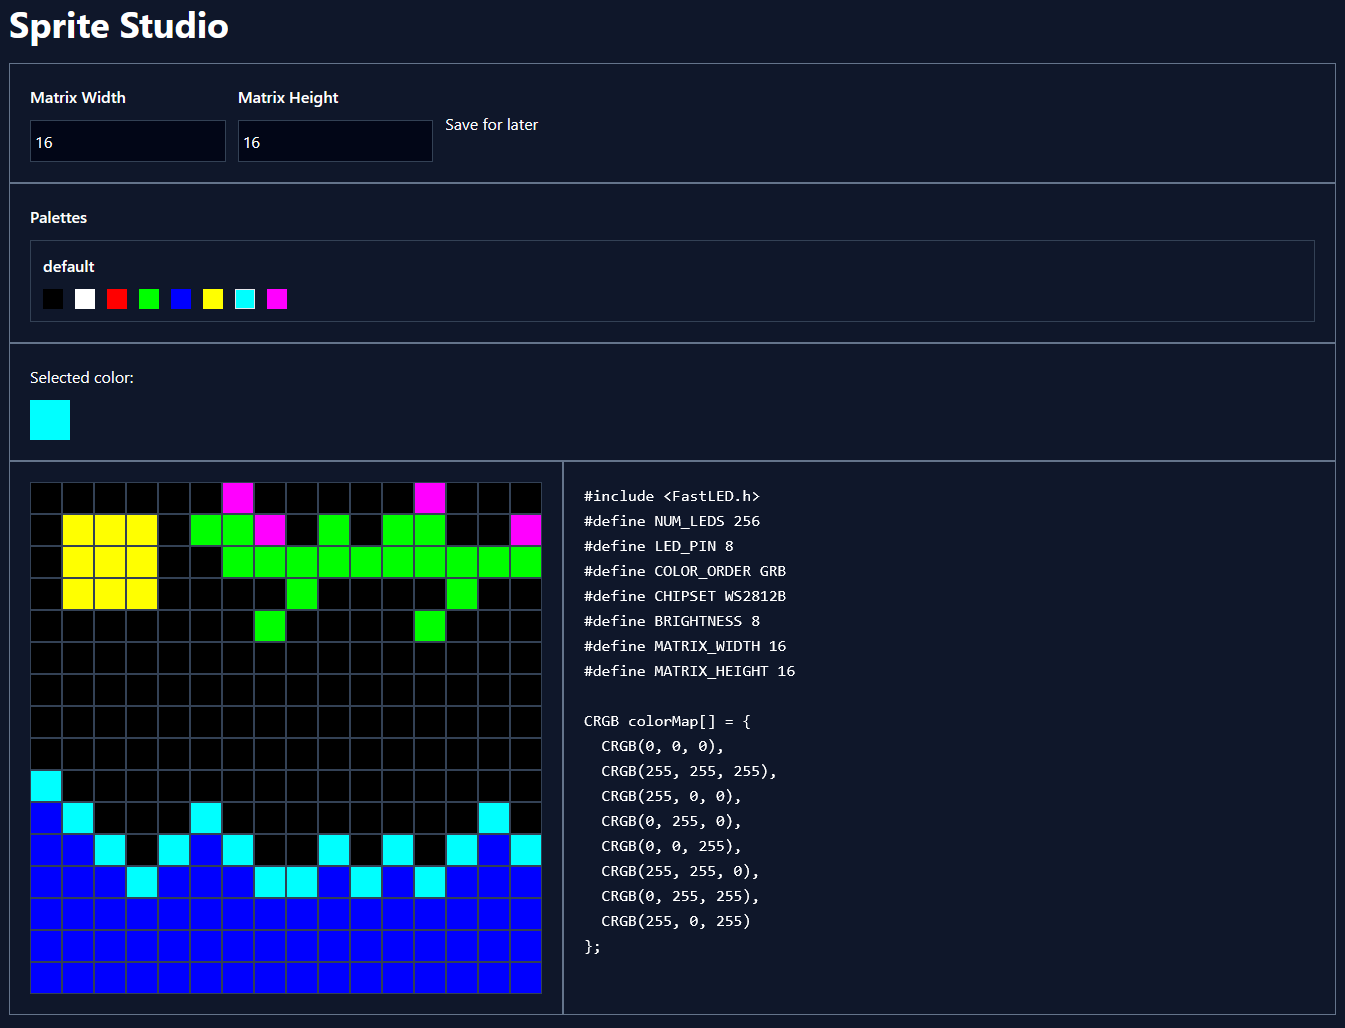 Sprite Studio
Matrix Width
Matrix Height
16
16
Save for later
Palettes
default
Selected color:
#include <FastLED.h>
#define NUM_LEDS 256
#define LED_PIN 8
#define COLOR_ORDER GRB
#define CHIPSET WS2812B
#define BRIGHTNESS 8
#define MATRIX_WIDTH 16
#define MATRIX_HEIGHT 16

CRGB colorMap[] = {
  CRGB(0, 0, 0),
  CRGB(255, 255, 255),
  CRGB(255, 0, 0),
  CRGB(0, 255, 0),
  CRGB(0, 0, 255),
  CRGB(255, 255, 0),
  CRGB(0, 255, 255),
  CRGB(255, 0, 255)
};